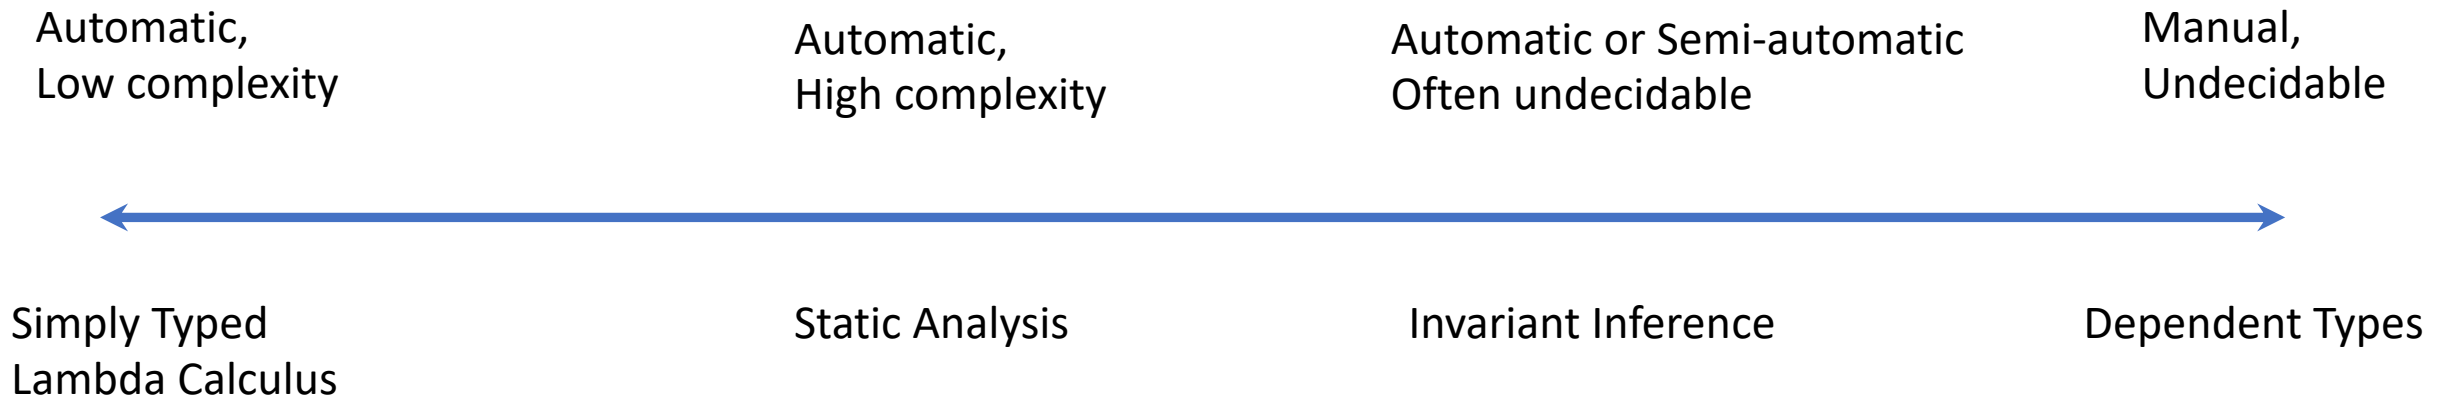 Automatic,
Low complexity
Automatic,
High complexity
Automatic or Semi-automatic
Often undecidable
Manual,
Undecidable
Simply Typed
Lambda Calculus
Static Analysis
Invariant Inference
Dependent Types